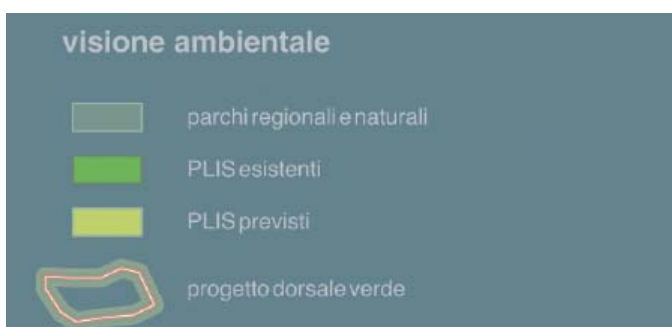 visione ambientale
parchi regionali e naturali
PLIS esistenti
PLIS previsti
progetto dorsale verde